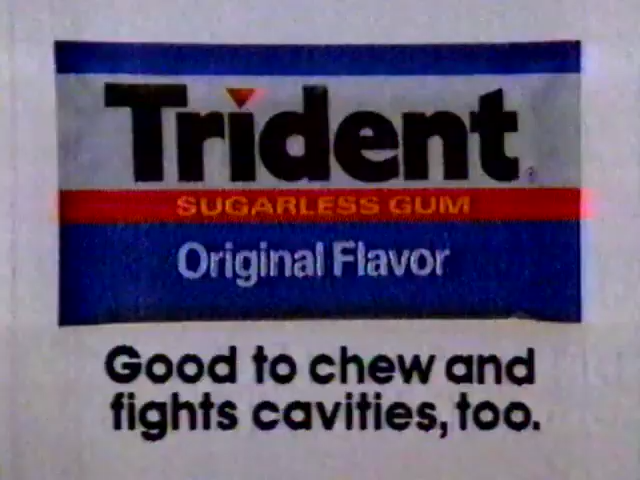 Trident®
SUGARLESS GUM
Original Flavor
Good to chew and
fights cavities, too.